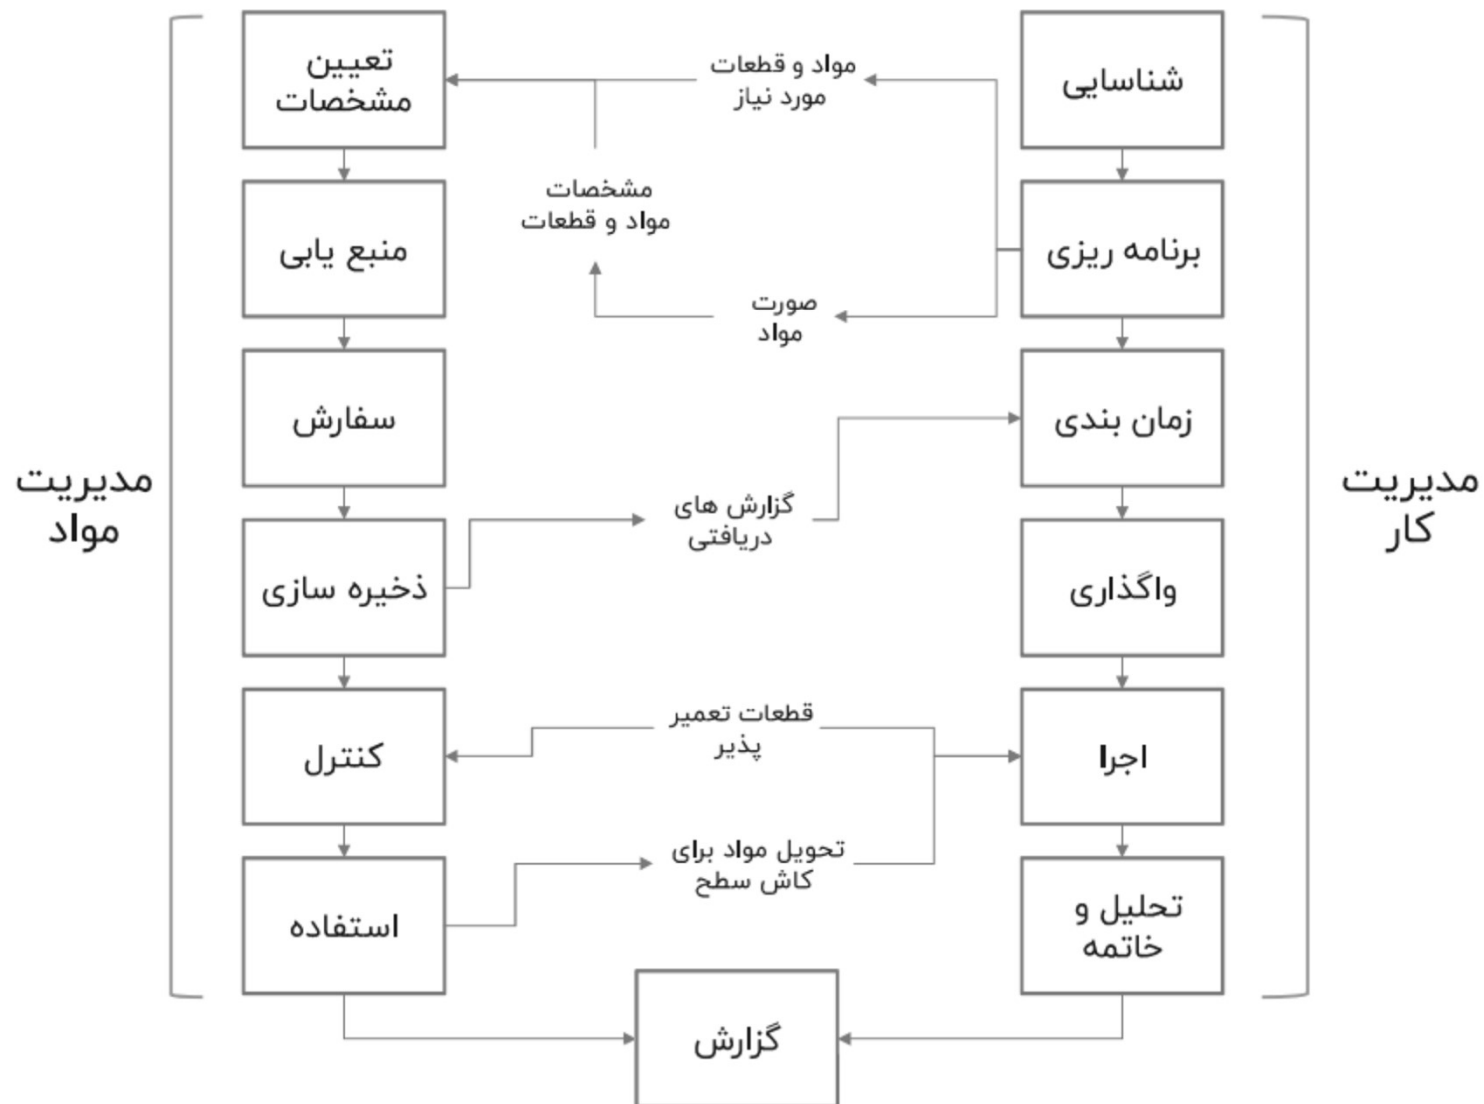 شناسایی
برنامه ریزی
زمان بندی
واگذاری
اجرا
تحلیل و
خاتمه
مدیریت
کار
مواد و قطعات
مورد نیاز
مشخصات
مواد و قطعات
صورت
مواد
گزارش های
دریافتی
قطعات تعمیر
پذیر
تحویل مواد برای
کاش سطح
تعیین
مشخصات
منبع یابی
سفارش
ذخیره سازی
کنترل
استفاده
مدیریت
مواد
گزارش